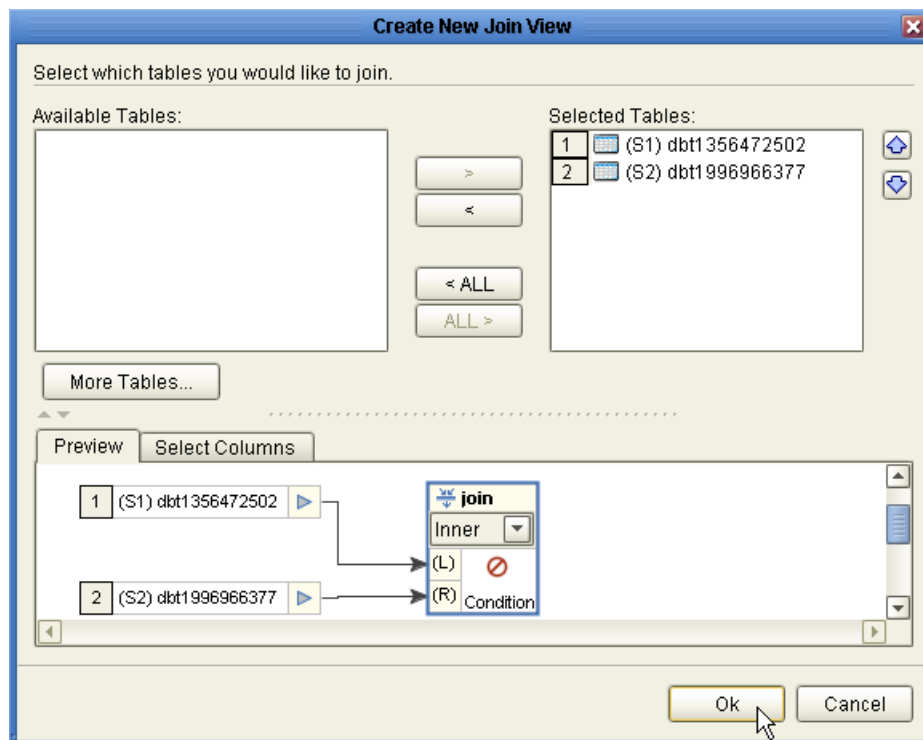 Create New Join View
Select which tables you would like to join.
Available Tables:
Selected Tables:
1 (S1) dbt1356472502
2 (S2) dbt1996966377
>
<
< ALL
ALL >
More Tables...
Preview
Select Columns
1 (S1) dbt1356472502
join
Inner
(L)
2 (S2) dbt1996966377
(R)
Condition
Ok
Cancel